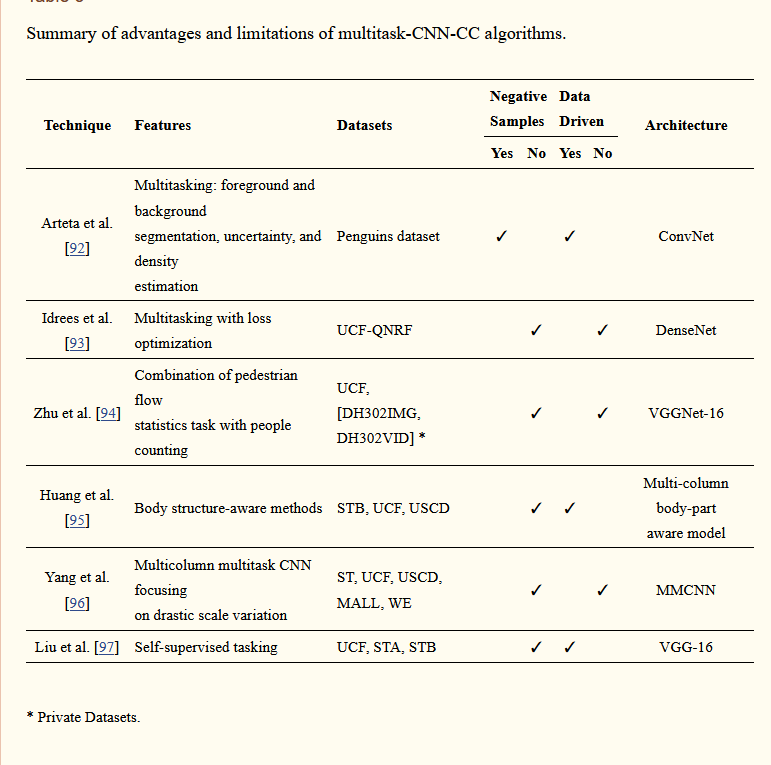 Summary of advantages and limitations of multitask-CNN-CC algorithms.
Technique Features Datasets Negative Samples Data Driven Architecture
Yes No Yes No
Arteta et al. [92] Multitasking: foreground and background segmentation, uncertainty, and density estimation Penguins dataset ✓ ✓ ConvNet
Idrees et al. [93] Multitasking with loss optimization UCF-QNRF ✓ ✓ DenseNet
Zhu et al. [94] Combination of pedestrian flow statistics task with people counting UCF, [DH302IMG, DH302VID] * ✓ ✓ VGGNet-16
Huang et al. [95] Body structure-aware methods STB, UCF, USCD ✓ ✓ Multi-column body-part aware model
Yang et al. [96] Multicolumn multitask CNN focusing on drastic scale variation ST, UCF, USCD, MALL, WE ✓ ✓ MMCNN
Liu et al. [97] Self-supervised tasking UCF, STA, STB ✓ ✓ VGG-16
* Private Datasets.